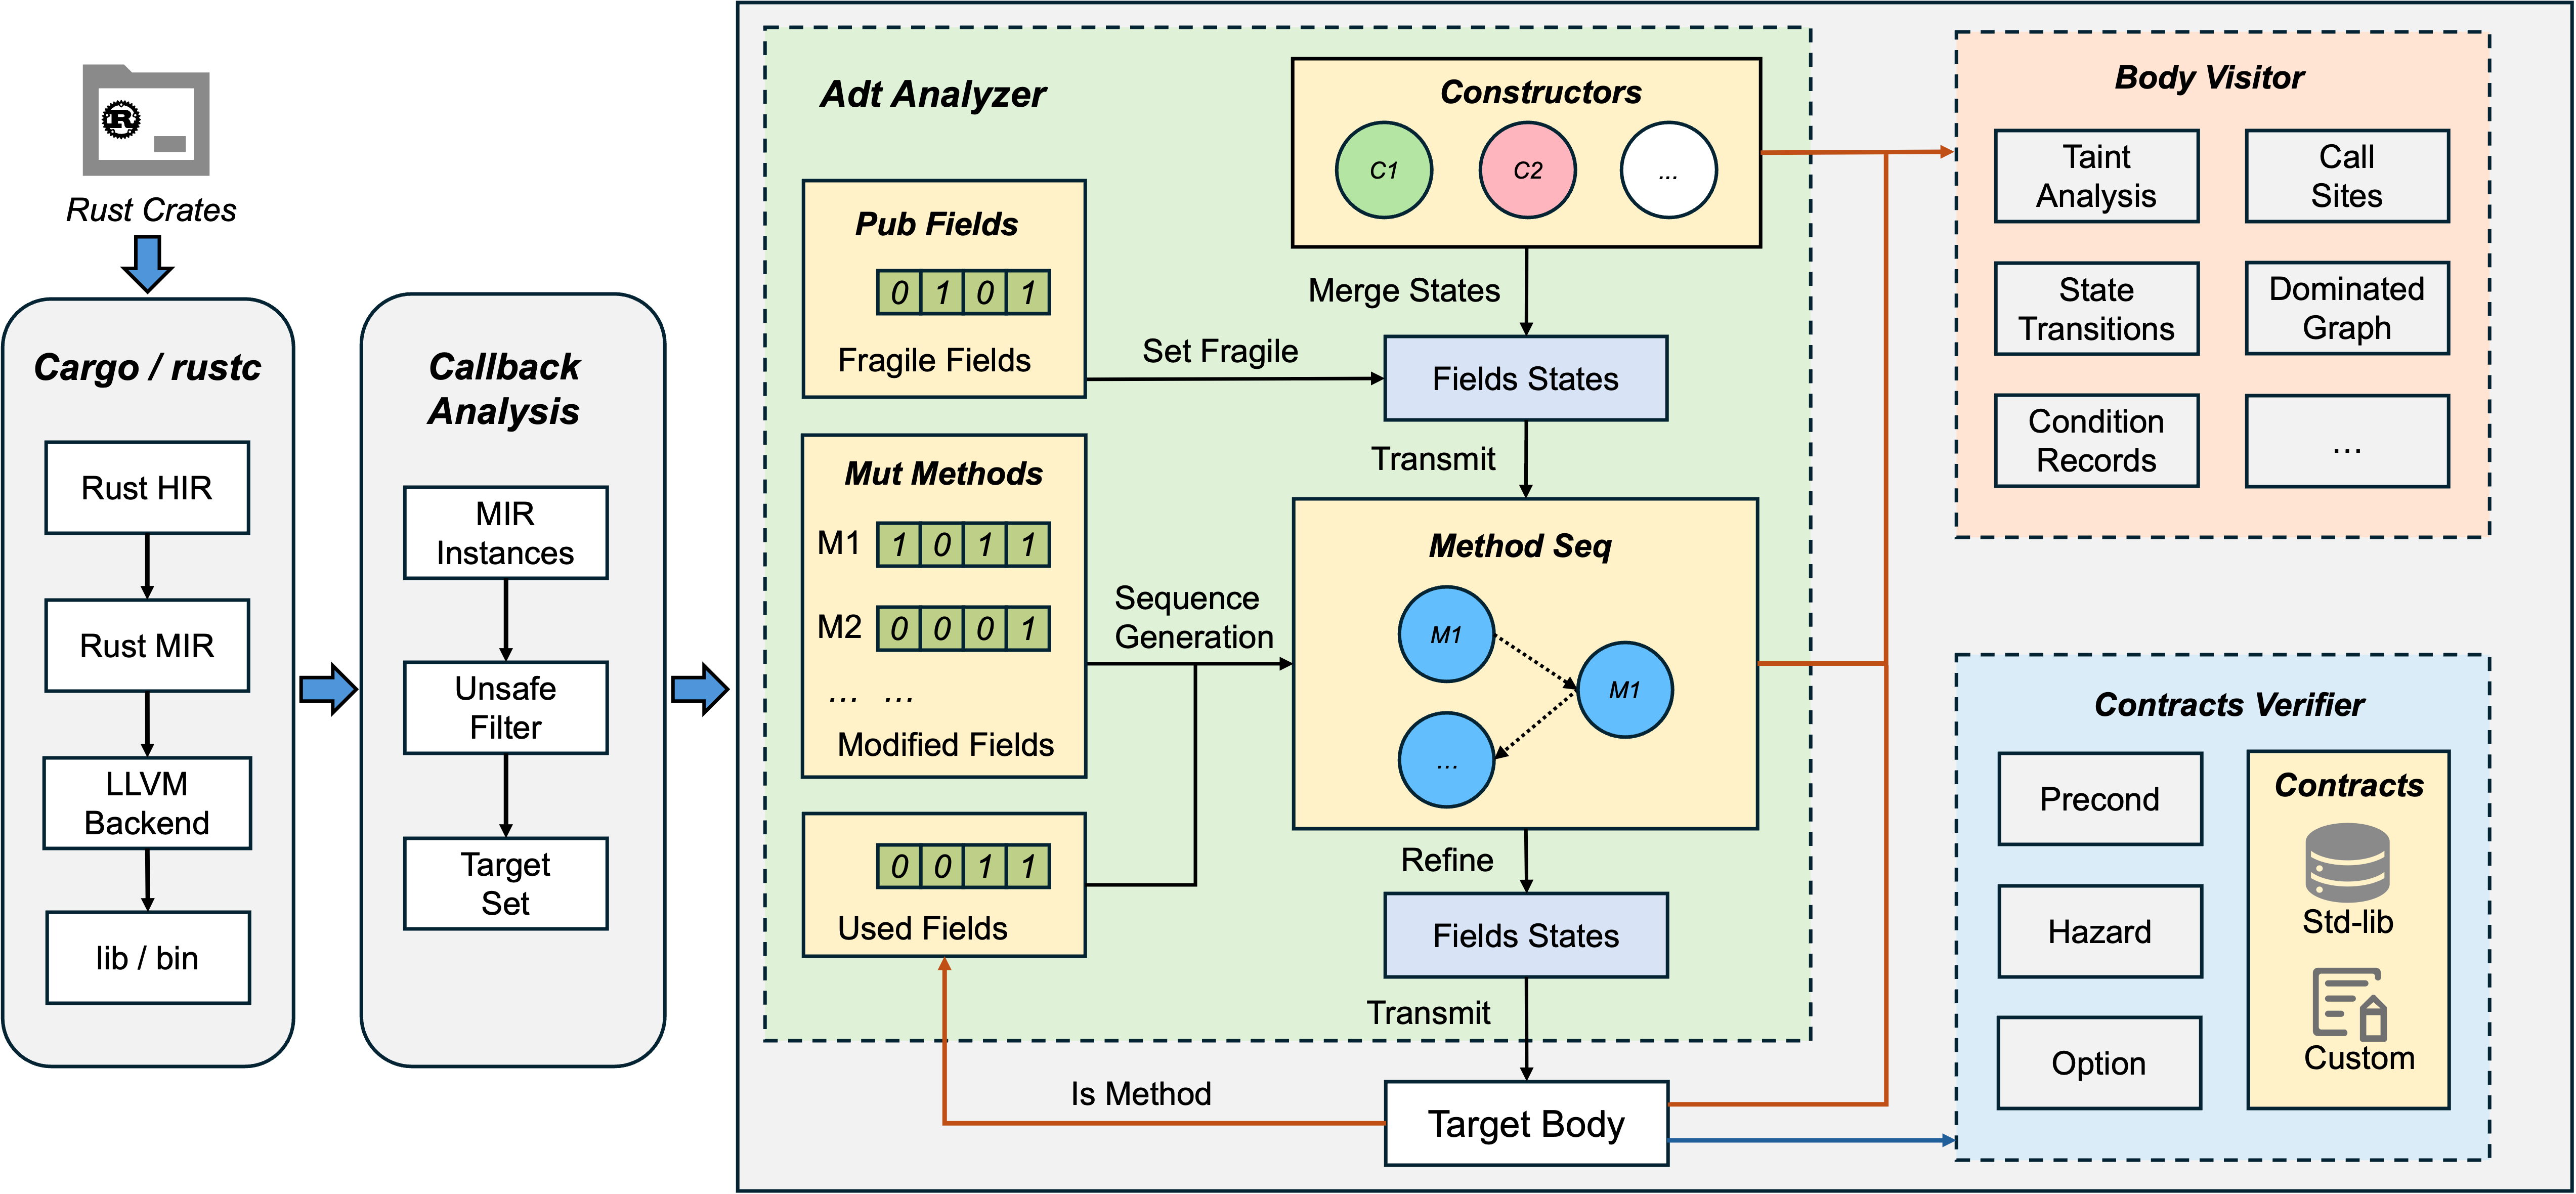 R
Rust Crates
Cargo / rustc
Rust HIR
Rust MIR
LLVM
Backend
lib / bin
Callback
Analysis
MIR
Instances
Unsafe
Filter
Target
Set
Adt Analyzer
Pub Fields
0 1 0 1
Fragile Fields
Mut Methods
M1 1 0 1 1
M2 0 0 0 1
... ...
Modified Fields
0 0 1 1
Used Fields
Set Fragile
Sequence
Generation
Is Method
Constructors
C1 C2 ...
Merge States
Fields States
Transmit
Method Seq
M1
M1
...
Refine
Fields States
Transmit
Target Body
Body Visitor
Taint
Analysis
Call
Sites
State
Transitions
Dominated
Graph
Condition
Records
...
Contracts Verifier
Precond
Hazard
Option
Contracts
Std-lib
Custom